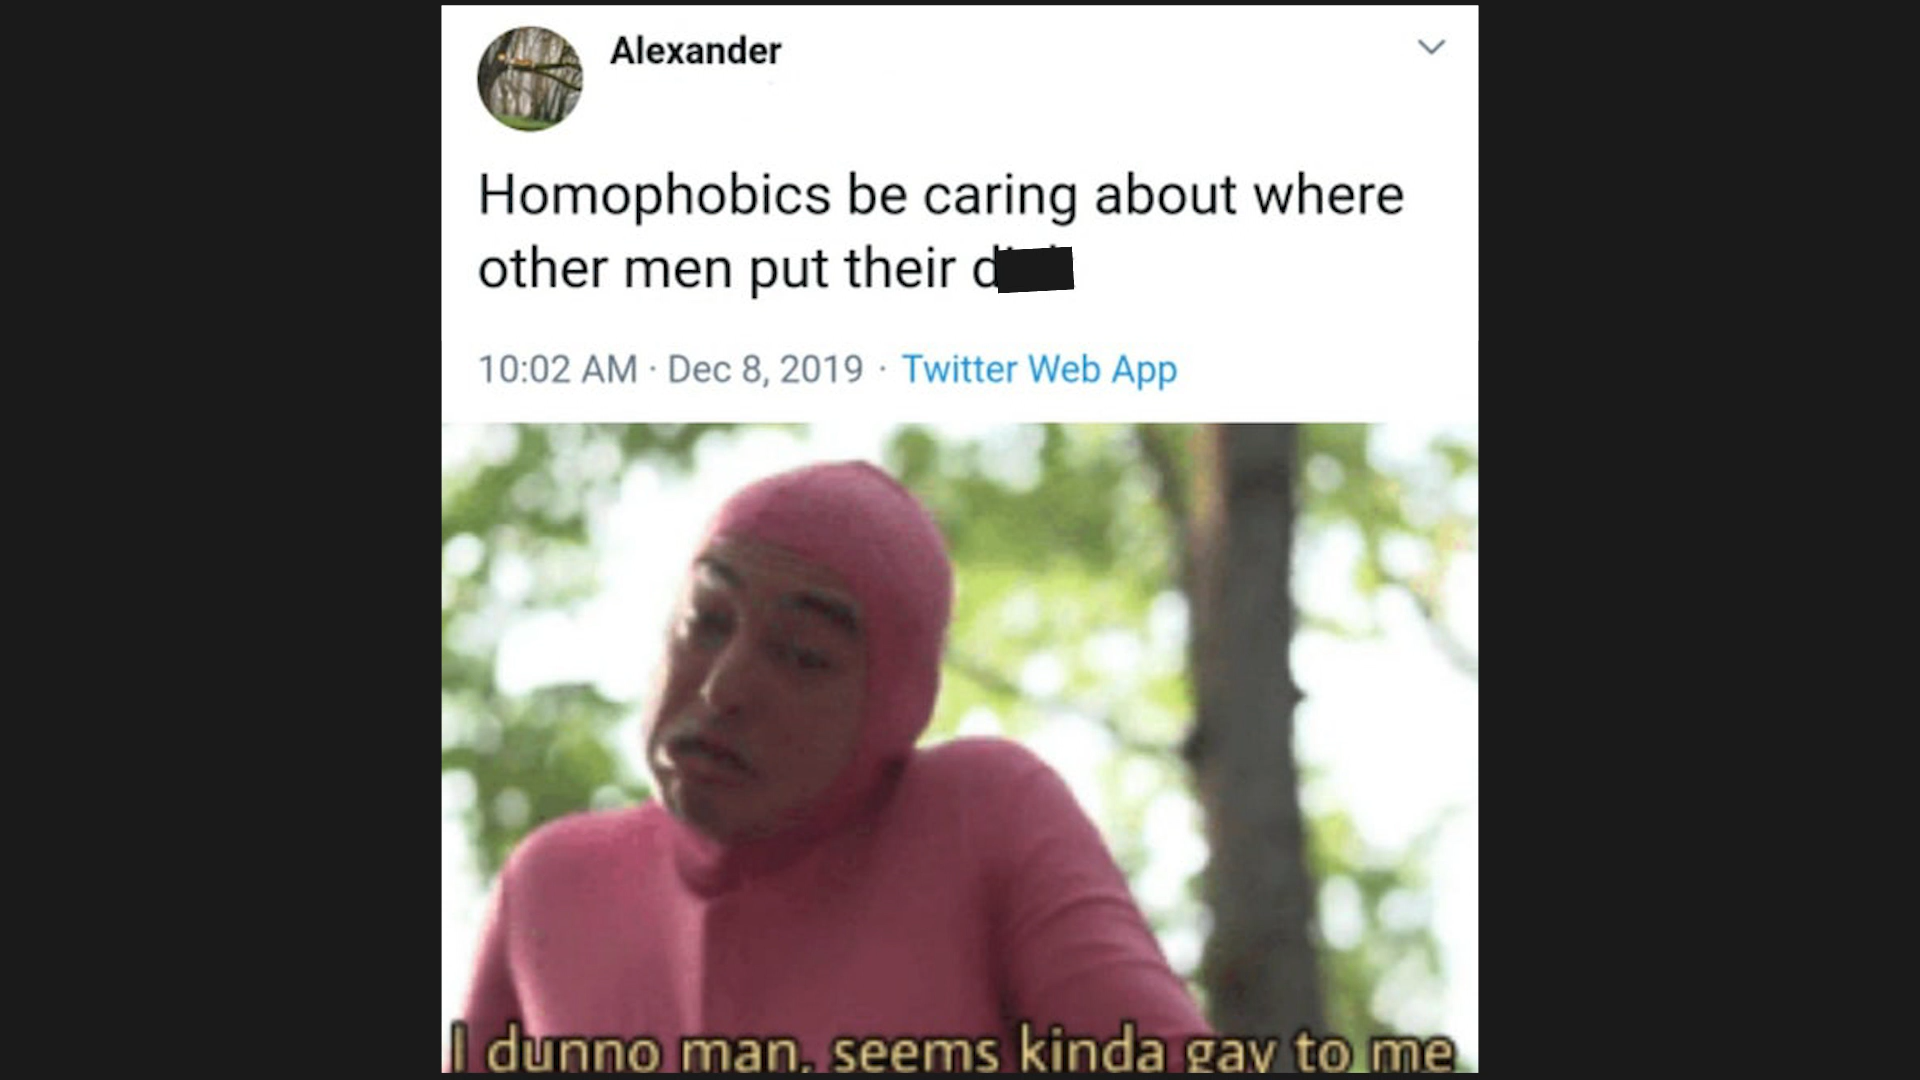 Alexander
Homophobics be caring about where
other men put their d
10:02 AM · Dec 8, 2019 · Twitter Web App
I dunno man, seems kinda gay to me